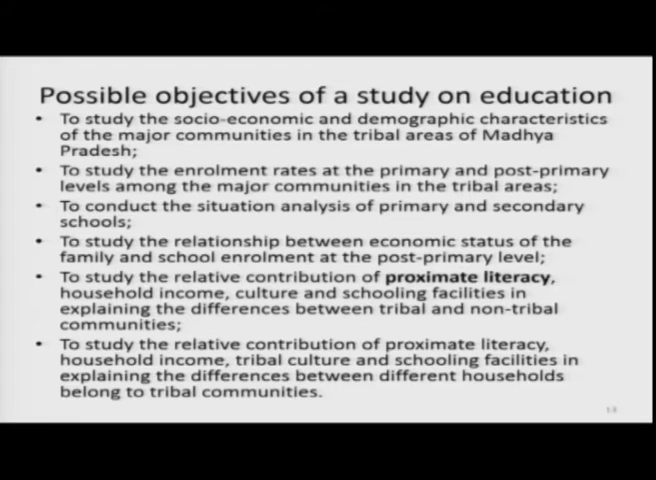 Possible objectives of a study on education
• To study the socio-economic and demographic characteristics
of the major communities in the tribal areas of Madhya
Pradesh;
• To study the enrolment rates at the primary and post-primary
levels among the major communities in the tribal areas;
• To conduct the situation analysis of primary and secondary
schools;
• To study the relationship between economic status of the
family and school enrolment at the post-primary level;
• To study the relative contribution of proximate literacy,
household income, culture and schooling facilities in
explaining the differences between tribal and non-tribal
communities;
• To study the relative contribution of proximate literacy,
household income, tribal culture and schooling facilities in
explaining the differences between different households
belong to tribal communities.